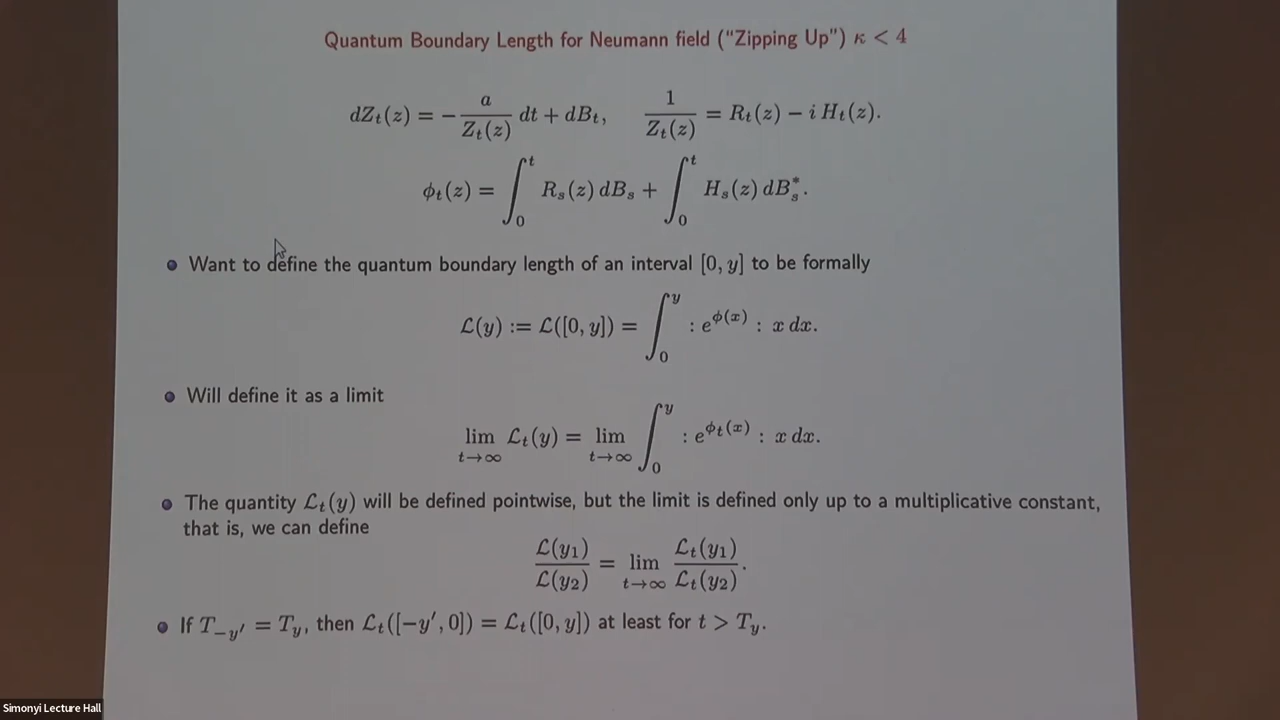 Quantum Boundary Length for Neumann field ("Zipping Up") κ < 4
dZ_t(z) = − a / Z_t(z) dt + dB_t,   1 / Z_t(z) = R_t(z) − i H_t(z).
ϕ_t(z) = ∫_0^t R_s(z) dB_s + ∫_0^t H_s(z) dB_s^*.
• Want to define the quantum boundary length of an interval [0, y] to be formally
ℒ(y) := ℒ([0, y]) = ∫_0^y : e^{ϕ(x)} : x dx.
• Will define it as a limit
lim_{t→∞} ℒ_t(y) = lim_{t→∞} ∫_0^y : e^{ϕ_t(x)} : x dx.
• The quantity ℒ_t(y) will be defined pointwise, but the limit is defined only up to a multiplicative constant,
that is, we can define
ℒ(y_1) / ℒ(y_2) = lim_{t→∞} ℒ_t(y_1) / ℒ_t(y_2).
• If T_{−y′} = T_y, then ℒ_t([−y′, 0]) = ℒ_t([0, y]) at least for t > T_y.
Simonyi Lecture Hall